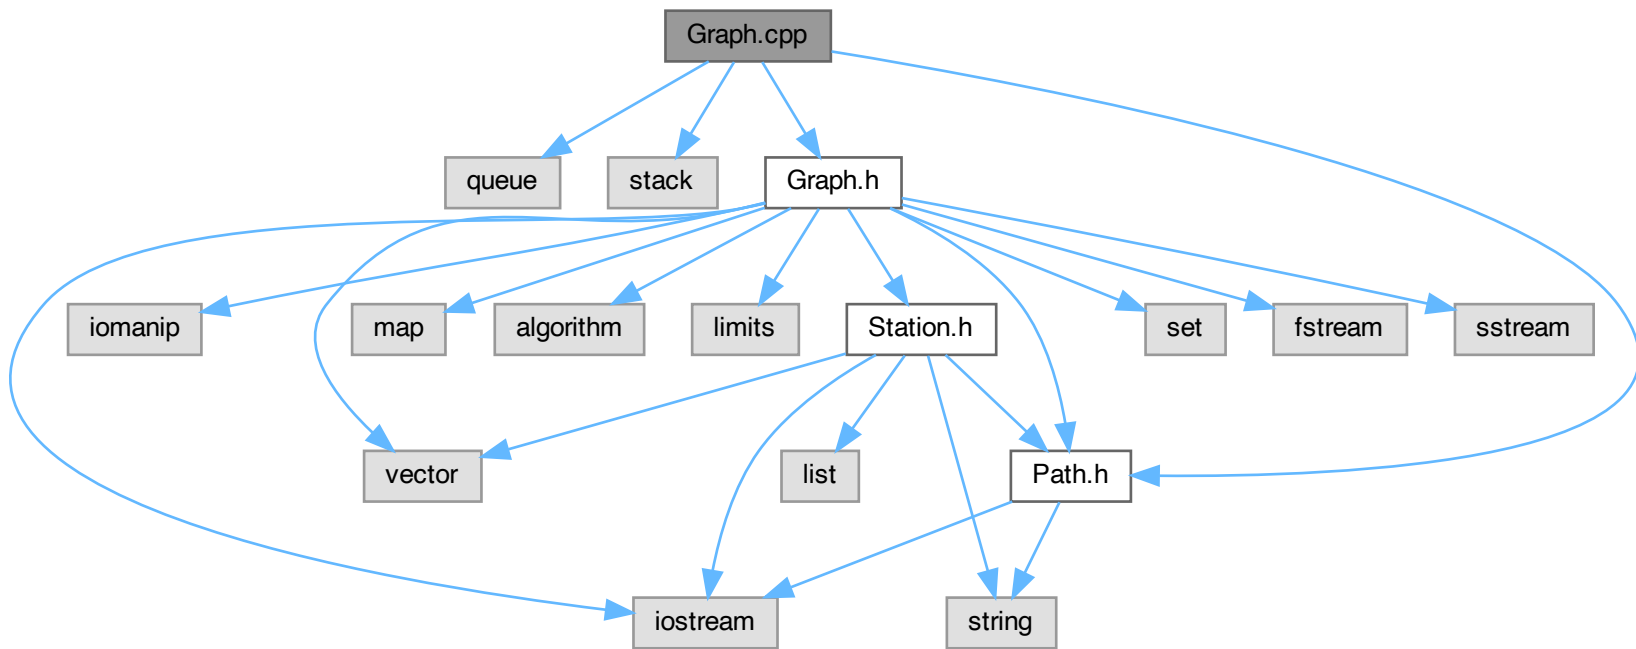 Graph.cpp
queue
stack
Graph.h
iomanip
map
algorithm
limits
Station.h
set
fstream
sstream
vector
list
Path.h
iostream
string